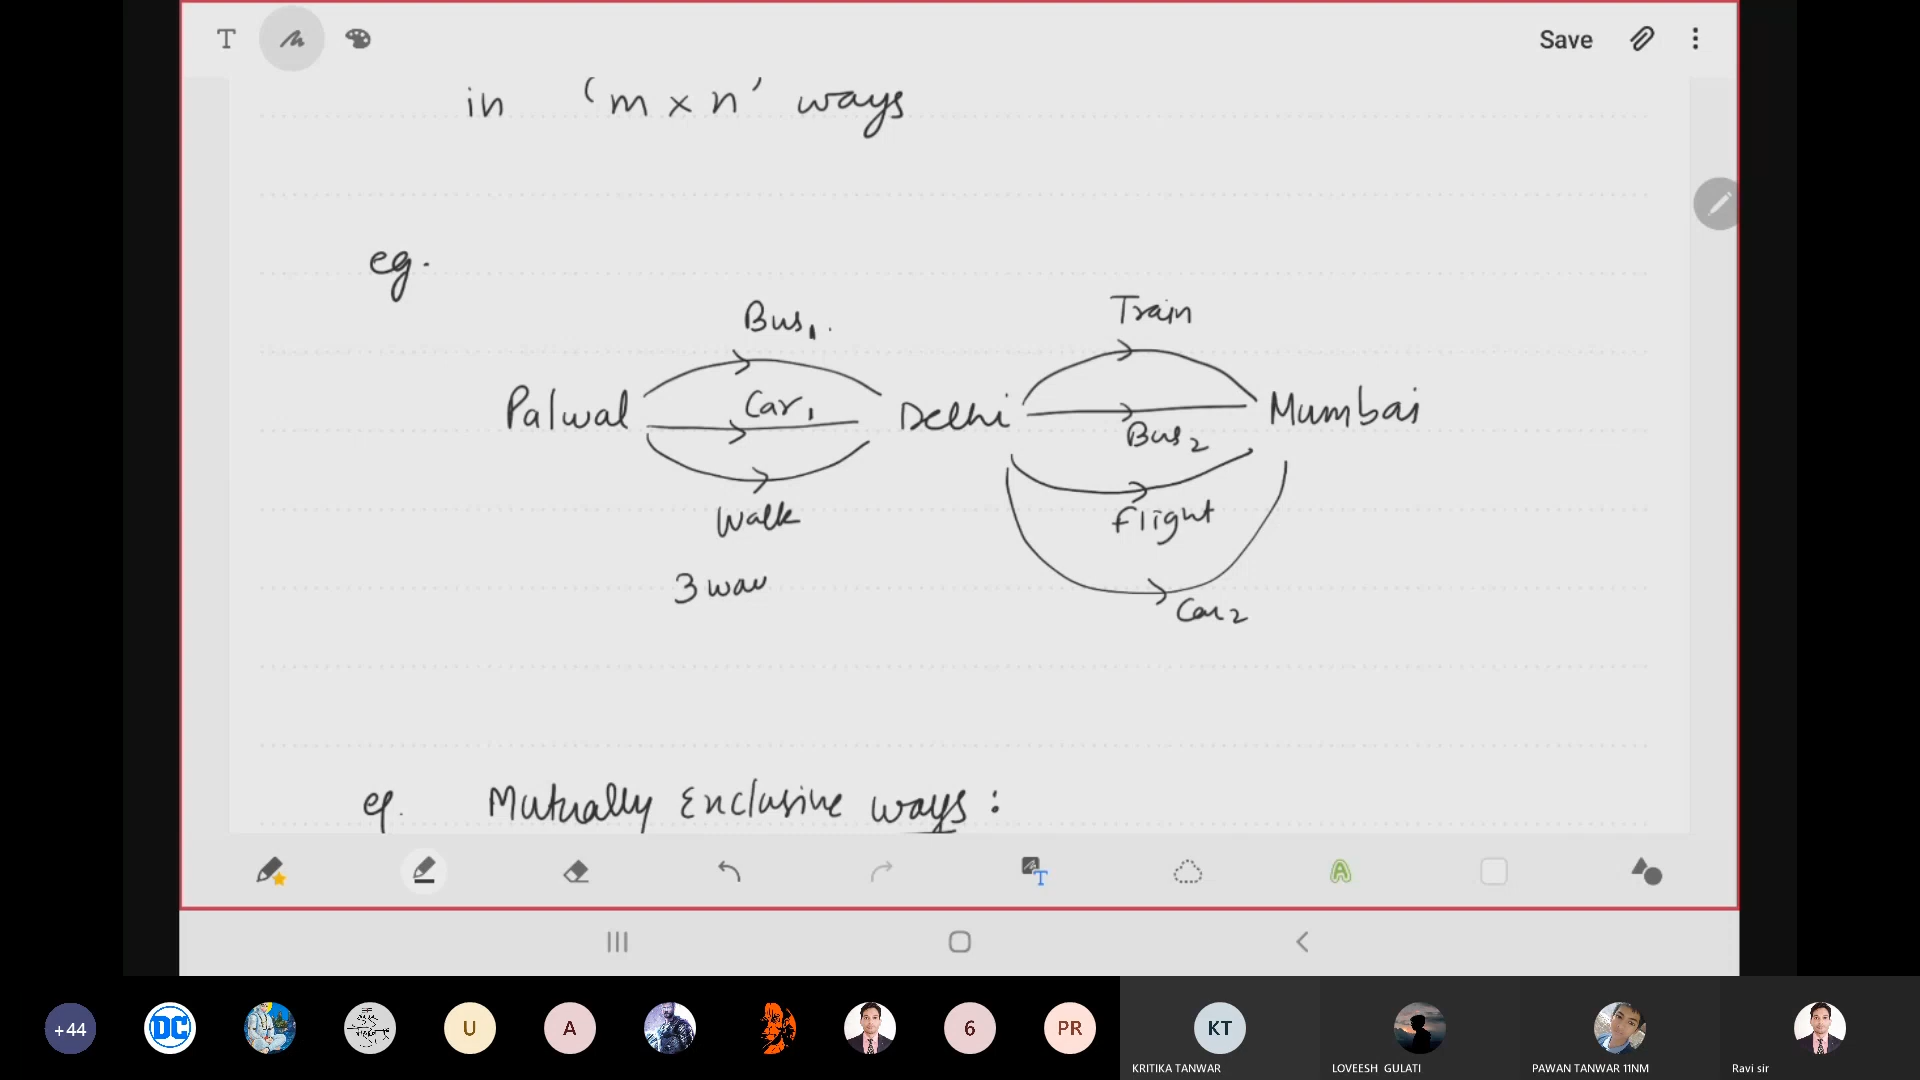 T
Save
in 'm × n' ways
eg.
Bus₁.
Train
Palwal
Car₁
Delhi
Mumbai
Bus₂
Walk
Flight
3 way
Car₂
eg. Mutually Exclusive ways:
T
A
+44
DC
U
A
6
PR
KT
KRITIKA TANWAR
LOVEESH GULATI
PAWAN TANWAR 11NM
Ravi sir